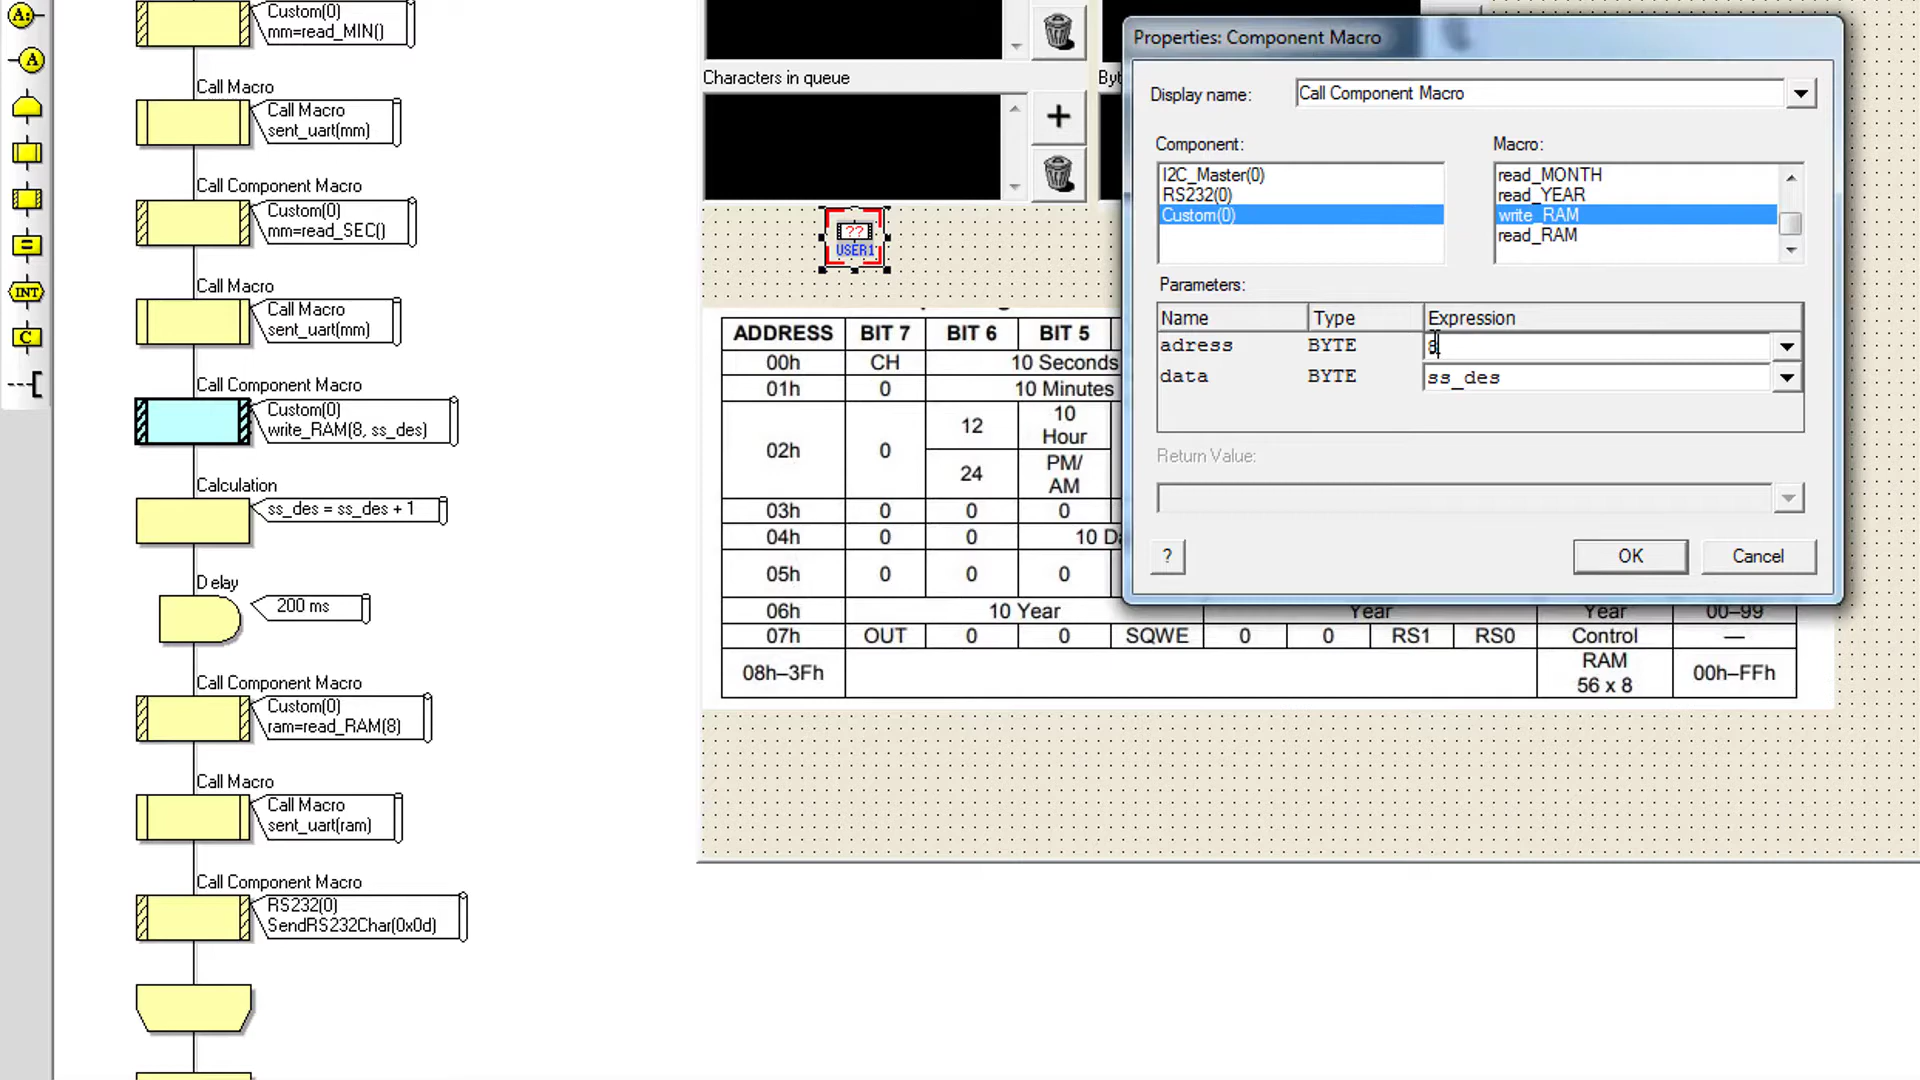 A:
Custom(0)
mm=read_MIN()
A
Call Macro
Call Macro
sent_uart(mm)
Call Component Macro
Custom(0)
mm=read_SEC()
=
INT
Call Macro
Call Macro
sent_uart(mm)
C
Call Component Macro
Custom(0)
write_RAM(8, ss_des)
Calculation
ss_des = ss_des + 1
Delay
200 ms
Call Component Macro
Custom(0)
ram=read_RAM(8)
Call Macro
Call Macro
sent_uart(ram)
Call Component Macro
RS232(0)
SendRS232Char(0x0d)
Characters in queue
+
??
USER1
ADDRESS BIT 7 BIT 6 BIT 5
00h CH 10 Seconds
01h 0 10 Minutes
02h 0 12 10 Hour
24 PM/ AM
03h 0 0 0
04h 0 0
05h 0 0 0
06h 10 Year Year Year 00–99
07h OUT 0 0 SQWE 0 0 RS1 RS0 Control —
08h–3Fh RAM 56 x 8 00h–FFh
Properties: Component Macro
Display name: Call Component Macro
Component: Macro:
I2C_Master(0)
RS232(0)
Custom(0)
read_MONTH
read_YEAR
write_RAM
read_RAM
Parameters:
Name Type Expression
adress BYTE 8
data BYTE ss_des
Return Value:
? OK Cancel